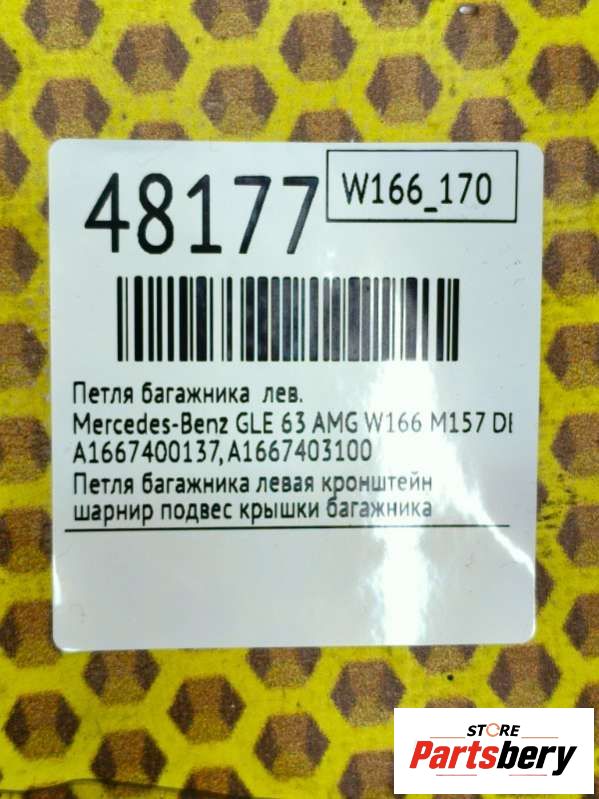 48177
W166_170
Петля багажника лев.
Mercedes-Benz GLE 63 AMG W166 M157 DE
A1667400137,A1667403100
Петля багажника левая кронштейн
шарнир подвес крышки багажника
STORE
Partsbery